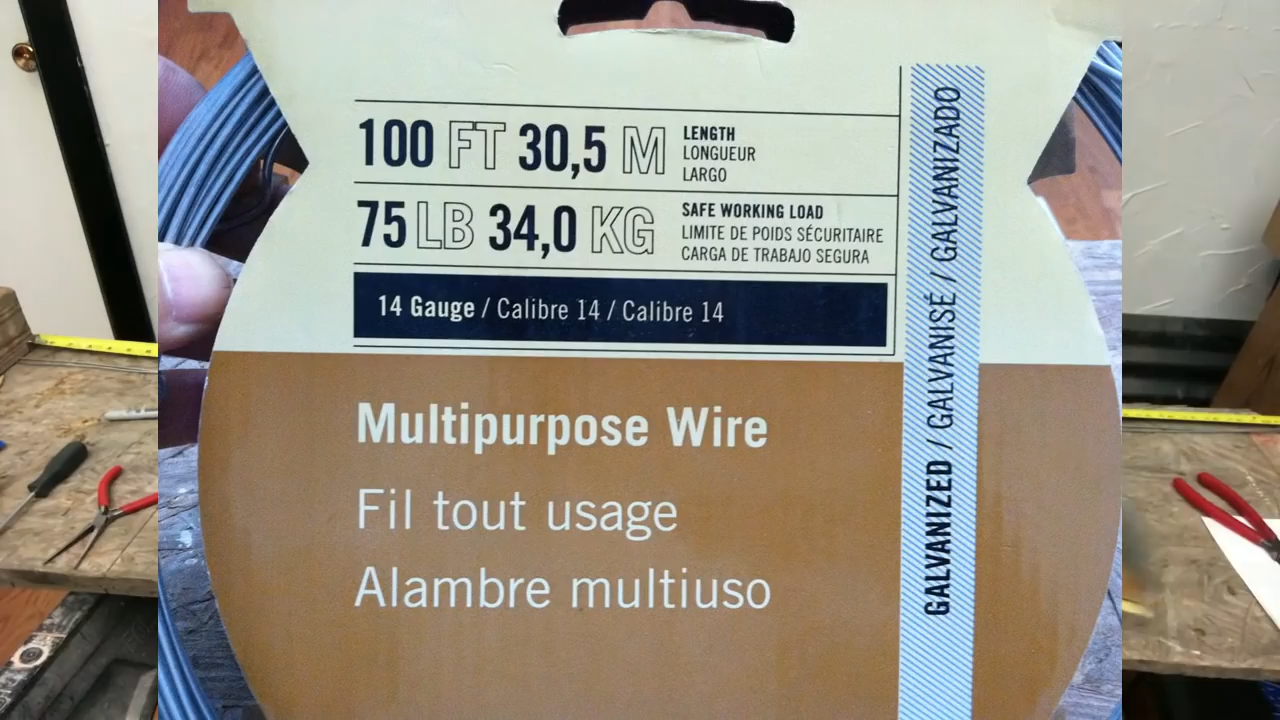 100 FT 30,5 M
LENGTH
LONGUEUR
LARGO
75 LB 34,0 KG
SAFE WORKING LOAD
LIMITE DE POIDS SÉCURITAIRE
CARGA DE TRABAJO SEGURA
14 Gauge / Calibre 14 / Calibre 14
Multipurpose Wire
Fil tout usage
Alambre multiuso
GALVANIZED / GALVANISÉ / GALVANIZADO